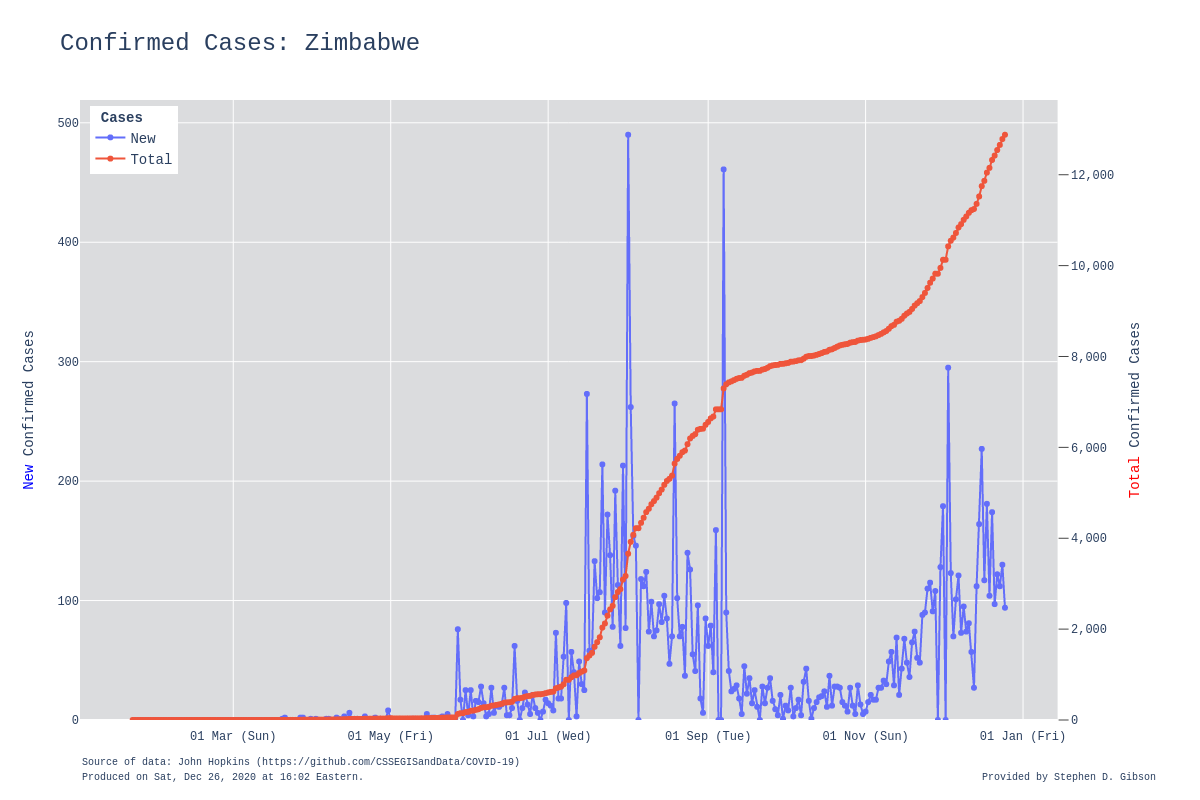 Confirmed Cases: Zimbabwe
Cases
New
Total
500
400
300
200
100
0
12,000
10,000
8,000
6,000
4,000
2,000
0
New Confirmed Cases
Total Confirmed Cases
01 Mar (Sun)
01 May (Fri)
01 Jul (Wed)
01 Sep (Tue)
01 Nov (Sun)
01 Jan (Fri)
Source of data: John Hopkins (https://github.com/CSSEGISandData/COVID-19)
Produced on Sat, Dec 26, 2020 at 16:02 Eastern.
Provided by Stephen D. Gibson